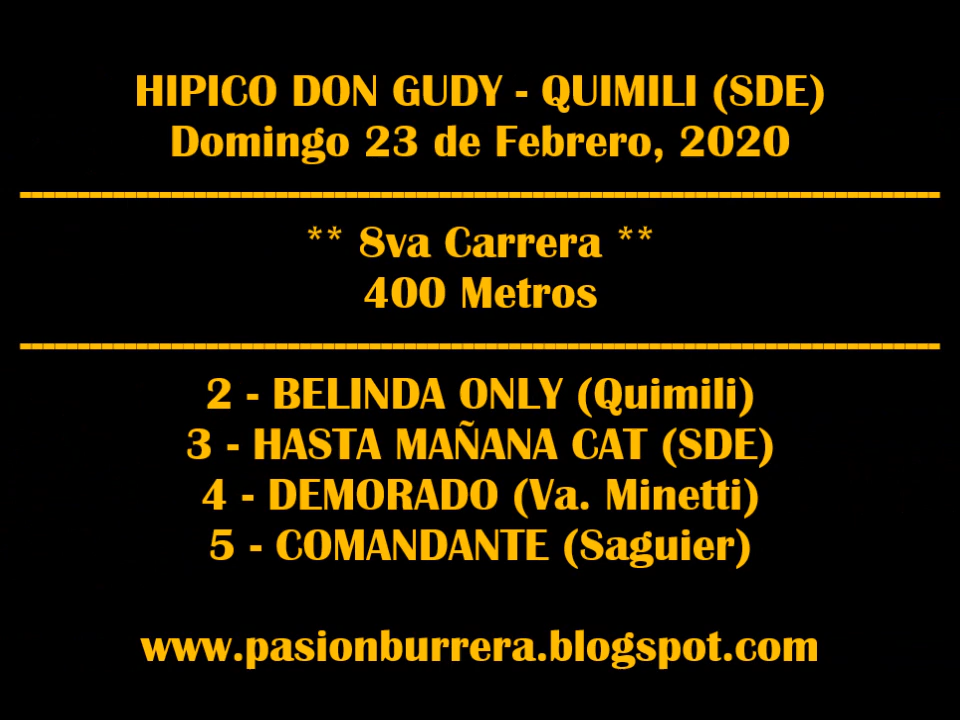 HIPICO DON GUDY - QUIMILI (SDE)
Domingo 23 de Febrero, 2020
--------------------------------------------------------------------------------
** 8va Carrera **
400 Metros
--------------------------------------------------------------------------------
2 - BELINDA ONLY (Quimili)
3 - HASTA MAÑANA CAT (SDE)
4 - DEMORADO (Va. Minetti)
5 - COMANDANTE (Saguier)
www.pasionburrera.blogspot.com